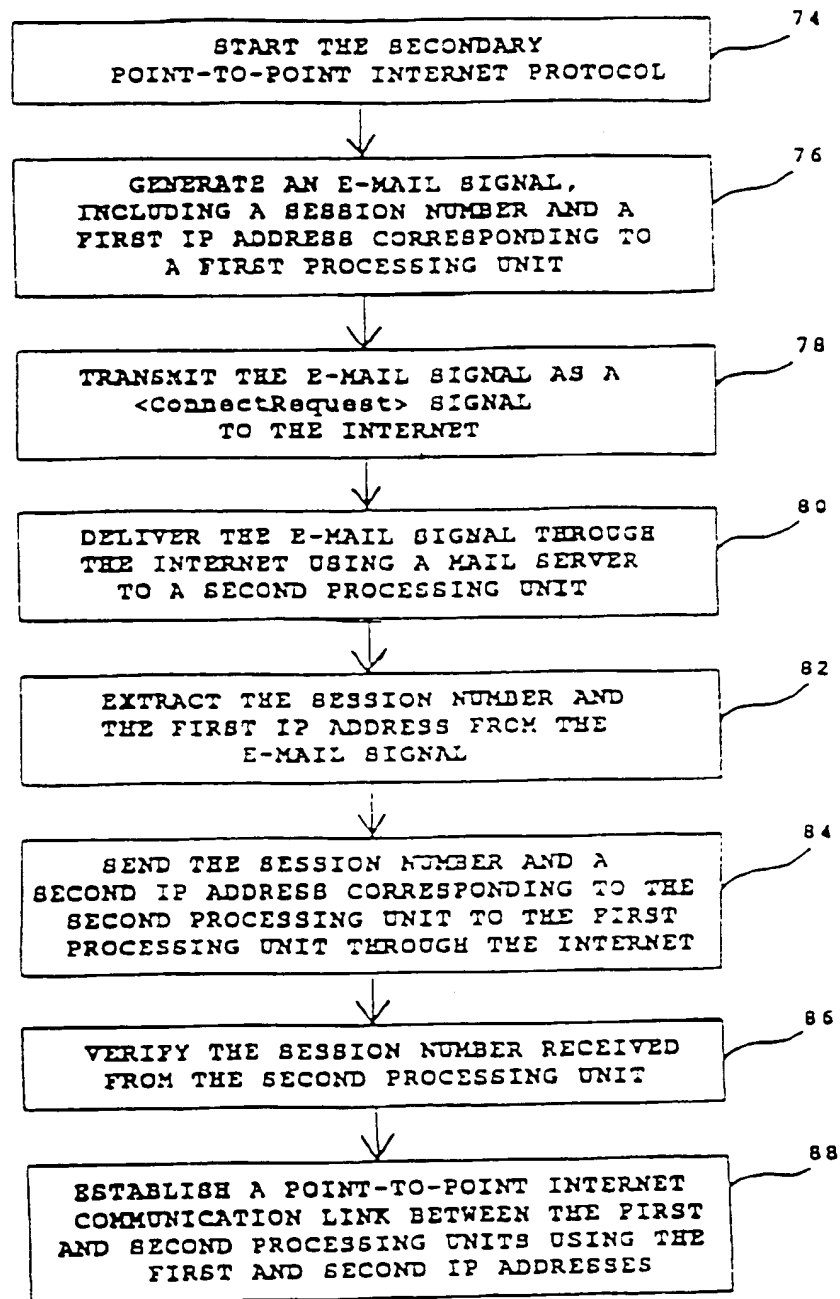 74
START THE SECONDARY
POINT-TO-POINT INTERNET PROTOCOL
76
GENERATE AN E-MAIL SIGNAL,
INCLUDING A SESSION NUMBER AND A
FIRST IP ADDRESS CORRESPONDING TO
A FIRST PROCESSING UNIT
78
TRANSMIT THE E-MAIL SIGNAL AS A
<ConnectRequest> SIGNAL
TO THE INTERNET
80
DELIVER THE E-MAIL SIGNAL THROUGH
THE INTERNET USING A MAIL SERVER
TO A SECOND PROCESSING UNIT
82
EXTRACT THE SESSION NUMBER AND
THE FIRST IP ADDRESS FROM THE
E-MAIL SIGNAL
84
SEND THE SESSION NUMBER AND A
SECOND IP ADDRESS CORRESPONDING TO THE
SECOND PROCESSING UNIT TO THE FIRST
PROCESSING UNIT THROUGH THE INTERNET
86
VERIFY THE SESSION NUMBER RECEIVED
FROM THE SECOND PROCESSING UNIT
88
ESTABLISH A POINT-TO-POINT INTERNET
COMMUNICATION LINK BETWEEN THE FIRST
AND SECOND PROCESSING UNITS USING THE
FIRST AND SECOND IP ADDRESSES